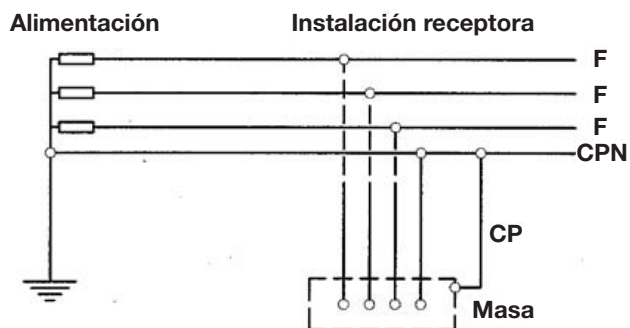 Alimentación
Instalación receptora
F
F
F
CPN
CP
Masa